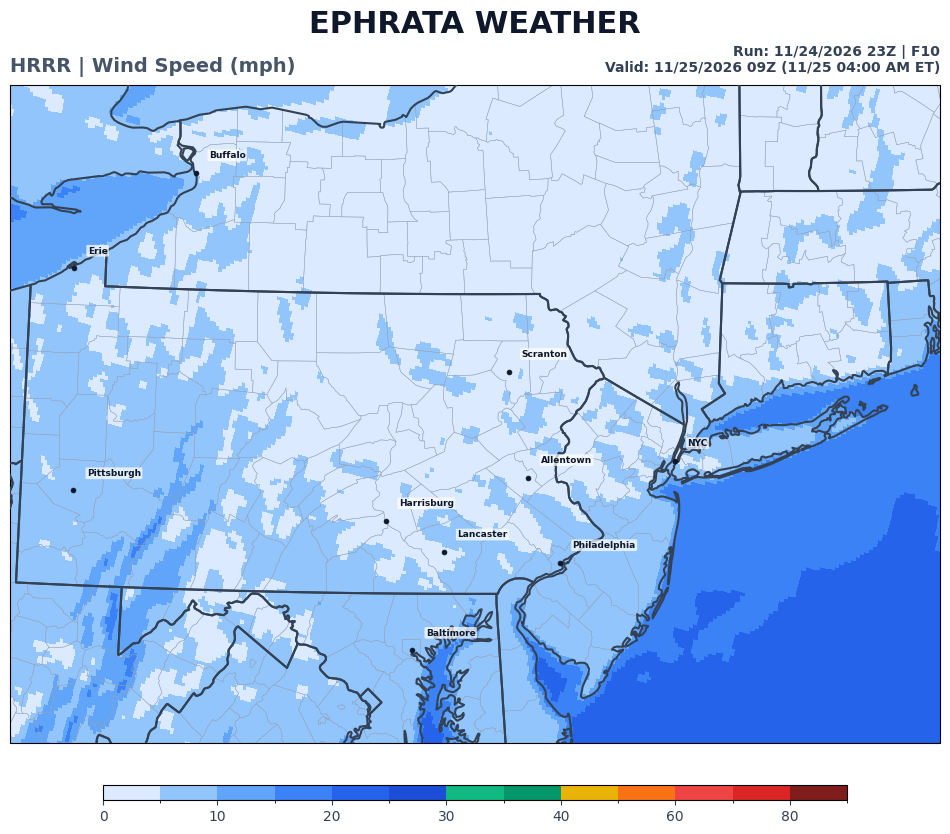 EPHRATA WEATHER
HRRR | Wind Speed (mph)
Run: 11/24/2026 23Z | F10
Valid: 11/25/2026 09Z (11/25 04:00 AM ET)
Buffalo
Erie
Scranton
NYC
Allentown
Pittsburgh
Harrisburg
Lancaster
Philadelphia
Baltimore
0 10 20 30 40 60 80